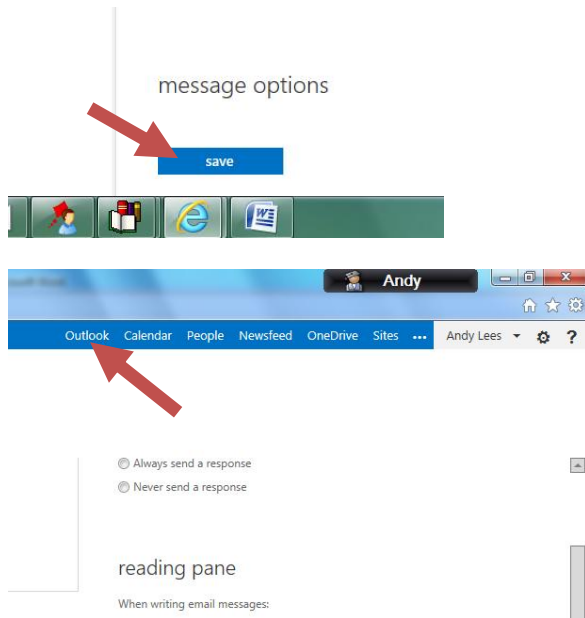 message options
save
Andy
Outlook Calendar People Newsfeed OneDrive Sites ... Andy Lees ?
Always send a response
Never send a response
reading pane
When writing email messages: